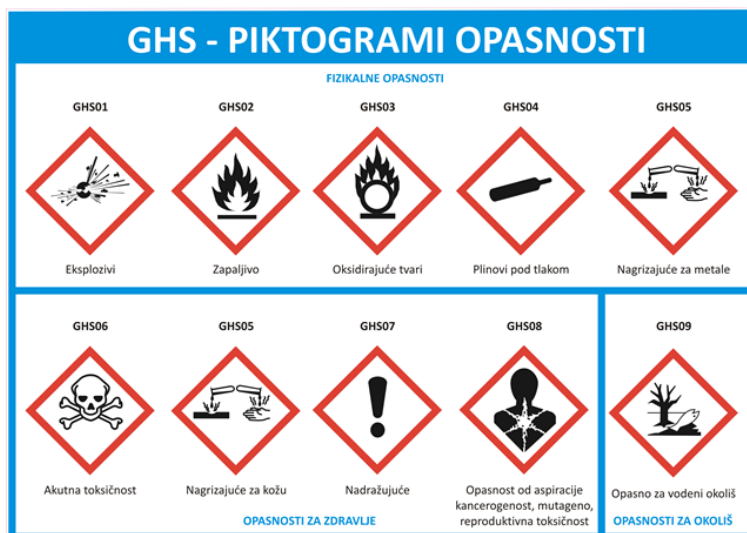 GHS - PIKTOGRAMI OPASNOSTI
FIZIKALNE OPASNOSTI
GHS01
GHS02
GHS03
GHS04
GHS05
Eksplozivi
Zapaljivo
Oksidirajuće tvari
Plinovi pod tlakom
Nagrizajuće za metale
GHS06
GHS05
GHS07
GHS08
GHS09
Akutna toksičnost
Nagrizajuće za kožu
Nadražujuće
Opasnost od aspiracije
kancerogenost, mutageno,
reproduktivna toksičnost
Opasno za vodeni okoliš
OPASNOSTI ZA ZDRAVLJE
OPASNOSTI ZA OKOLIŠ